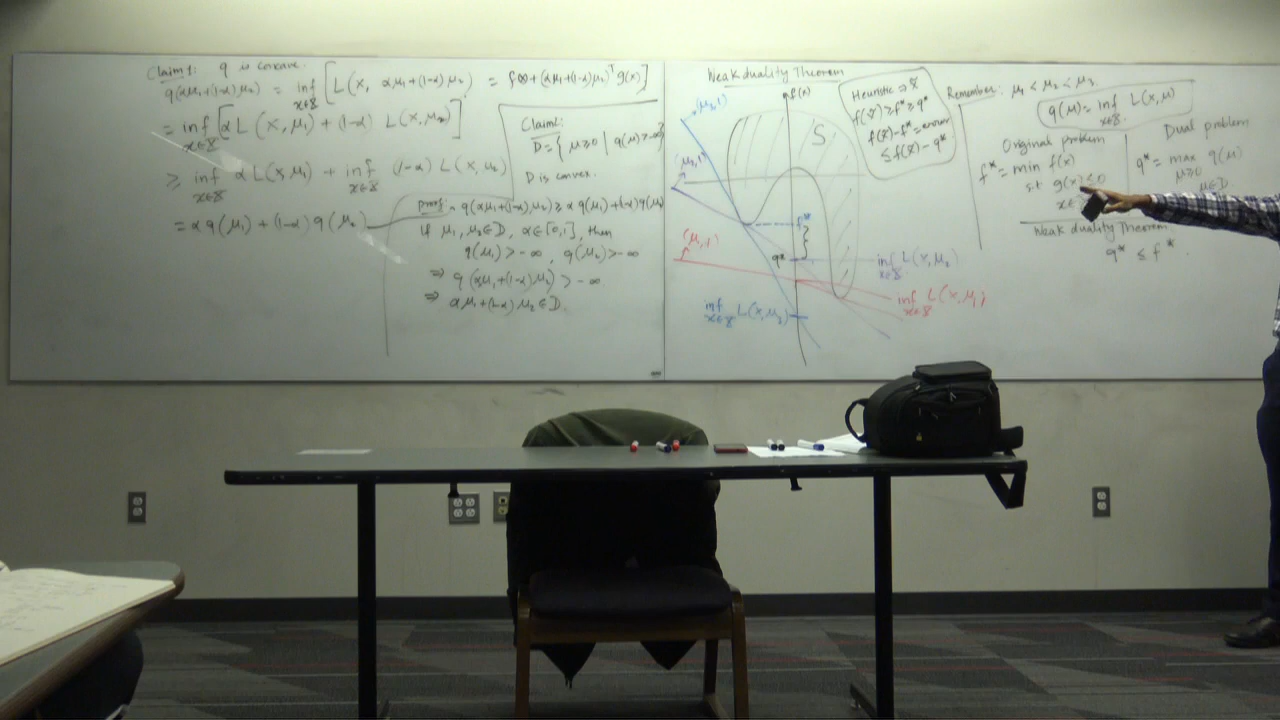 Claim 1: q is concave.
q(αμ₁+(1-α)μ₂) = inf x∈X [L(x, αμ₁+(1-α)μ₂) = f(x)+(αμ₁+(1-α)μ₂)ᵀg(x)]
= inf x∈X [αL(x,μ₁) + (1-α) L(x,μ₂)]
≥ inf x∈X αL(x,μ₁) + inf x∈X (1-α) L(x,μ₂)
= αq(μ₁) + (1-α)q(μ₂)
Claim:
D = {μ≥0 | q(μ)>-∞}
D is convex.
Proof:- q(αμ₁+(1-α)μ₂) ≥ αq(μ₁)+(1-α)q(μ₂)
if μ₁,μ₂∈D, α∈[0,1], then
q(μ₁)>-∞, q(μ₂)>-∞
⇒ q(αμ₁+(1-α)μ₂) > -∞
⇒ αμ₁+(1-α)μ₂∈D.
Weak duality Theorem
f(x)
S
(μ₃,1)
(μ₂,1)
(μ₁,1)
f*
q*
inf x∈X L(x,μ₂)
inf x∈X L(x,μ₁)
inf x∈X L(x,μ₃)
Heuristic ⇒ x̃
f(x̃) ≥ f* ≥ q*
f(x̃)-f* = error
≤ f(x̃)-q*
Remember: μ₁ < μ₂ < μ₃
q(μ) = inf x∈X L(x,μ)
Original problem
f* = min f(x)
s.t g(x)≤0
Dual problem
q* = max q(μ)
μ≥0
μ∈D
Weak duality Theorem
q* ≤ f*